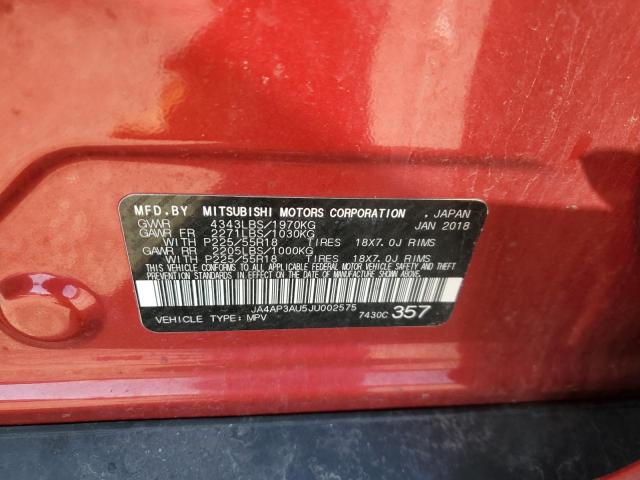 MFD.BY MITSUBISHI MOTORS CORPORATION , JAPAN
GVWR 4343LBS/1970KG JAN 2018
GAWR FR 2271LBS/1030KG
WITH P225/55R18 TIRES 18X7.0J RIMS
GAWR RR 2205LBS/1000KG
WITH P225/55R18 TIRES 18X7.0J RIMS
THIS VEHICLE CONFORMS TO ALL APPLICABLE FEDERAL MOTOR VEHICLE SAFETY AND THEFT
PREVENTION STANDARDS IN EFFECT ON THE DATE OF MANUFACTURE SHOWN ABOVE.
JA4AP3AU5JU002575
VEHICLE TYPE: MPV 7430C 357